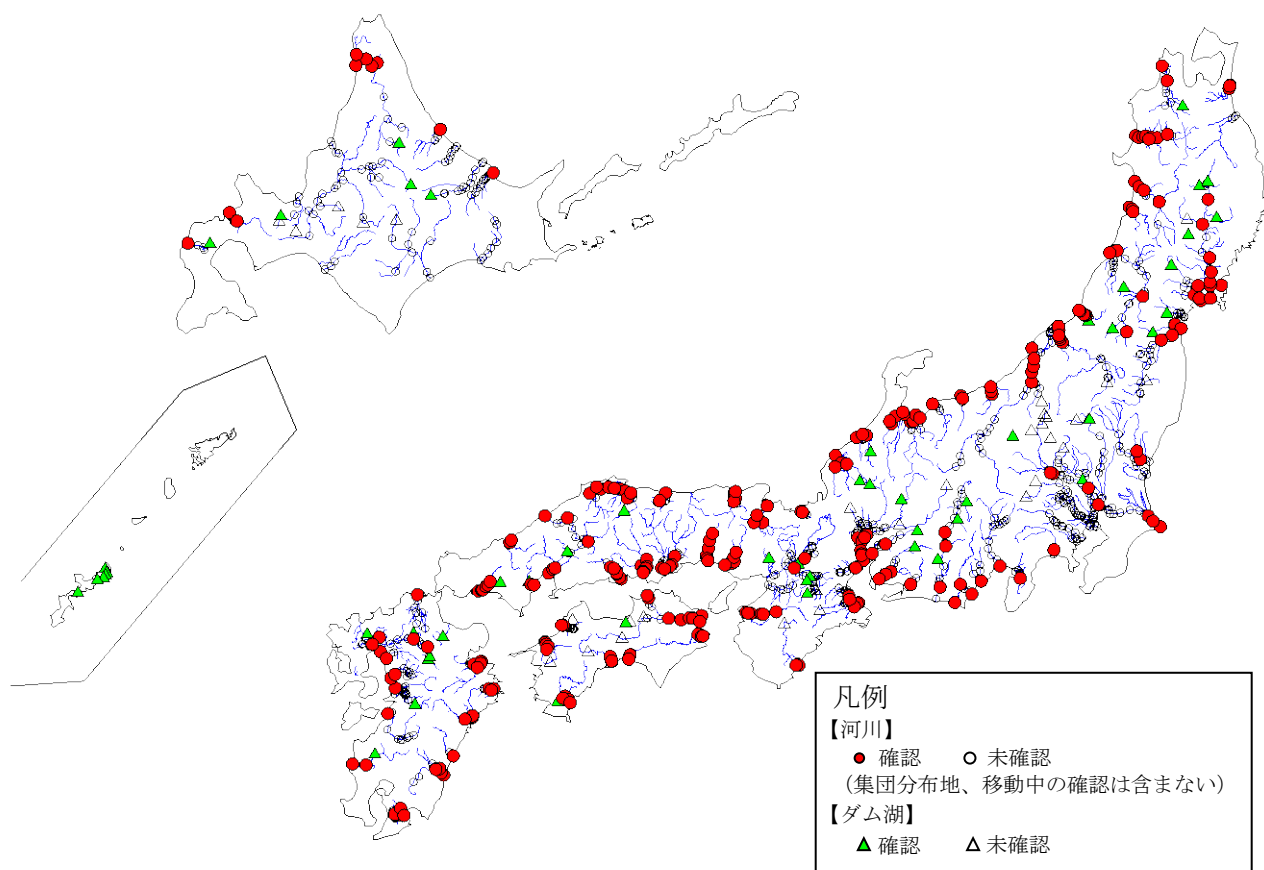 凡例
【河川】
確認 未確認
（集団分布地、移動中の確認は含まない）
【ダム湖】
確認 未確認